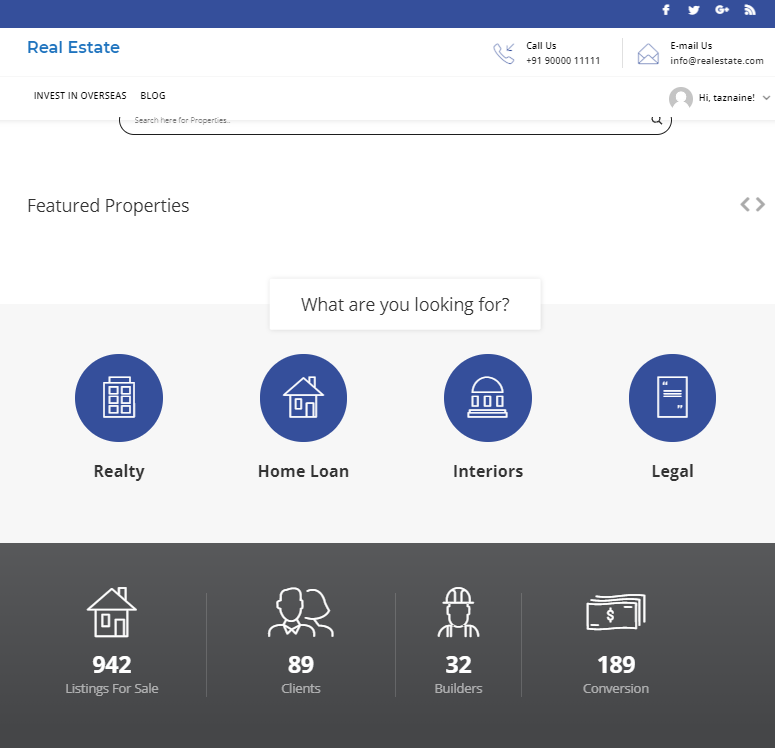 Real Estate
Call Us
+91 90000 11111
E-mail Us
info@realestate.com
INVEST IN OVERSEAS BLOG
Hi, taznaine!
Search here for Properties..
Featured Properties
What are you looking for?
Realty
Home Loan
Interiors
Legal
942
Listings For Sale
89
Clients
32
Builders
189
Conversion